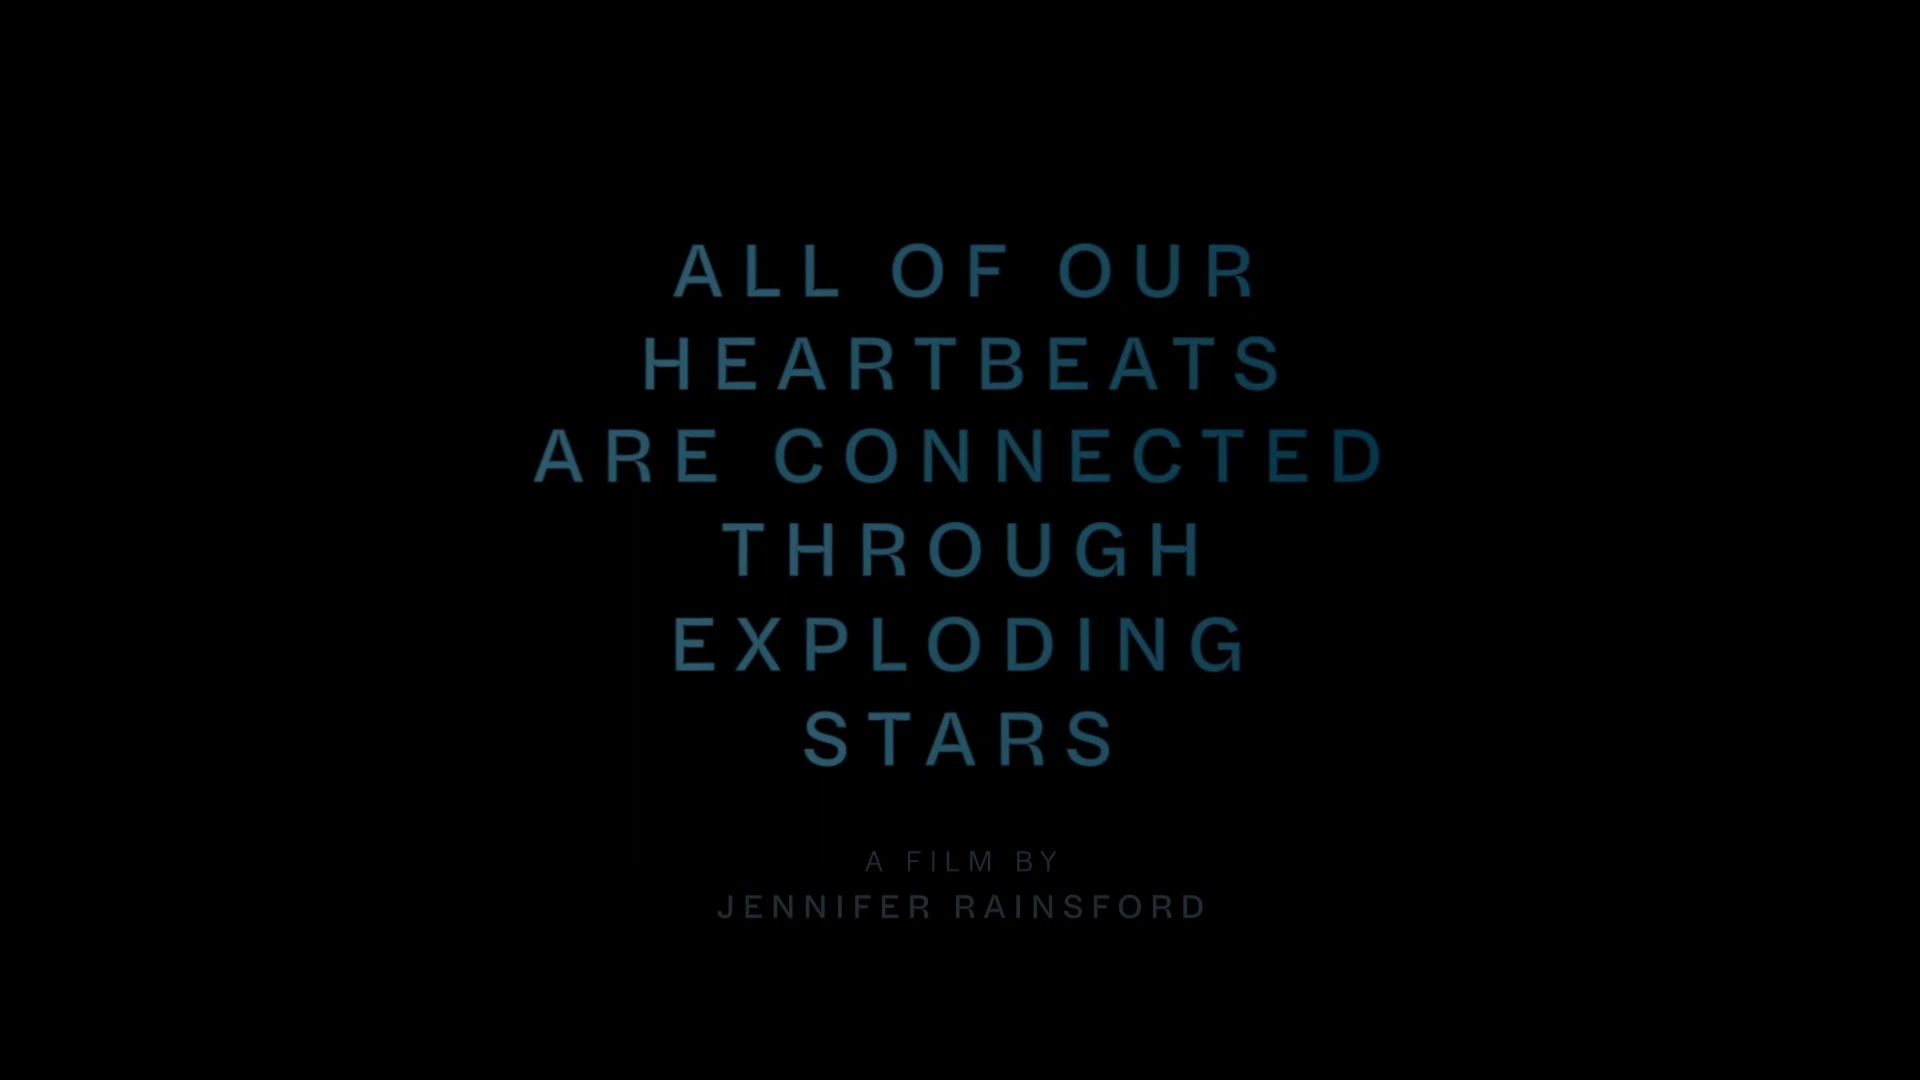 ALL OF OUR
HEARTBEATS
ARE CONNECTED
THROUGH
EXPLODING
STARS
A FILM BY
JENNIFER RAINSFORD